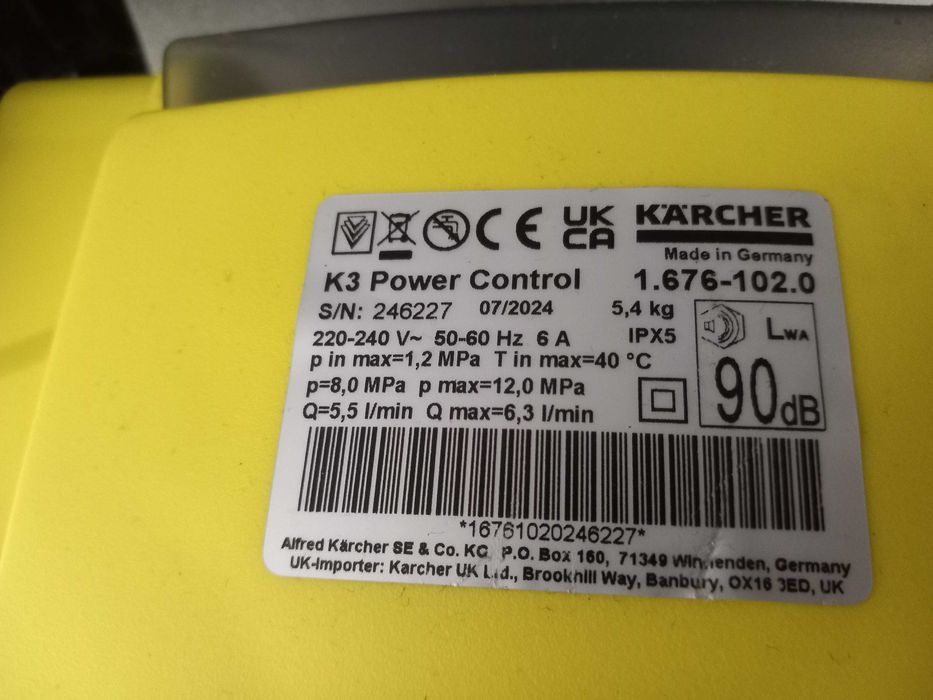 CE UK CA KÄRCHER
Made in Germany
K3 Power Control 1.676-102.0
S/N: 246227 07/2024 5,4 kg
220-240 V~ 50-60 Hz 6 A IPX5
p in max=1,2 MPa T in max=40 °C
p=8,0 MPa p max=12,0 MPa
Q=5,5 l/min Q max=6,3 l/min
LWA
90dB
*16761020246227*
Alfred Kärcher SE & Co. KG P.O. Box 160, 71349 Winnenden, Germany
UK-Importer: Karcher UK Ltd., Brookhill Way, Banbury, OX16 3ED, UK